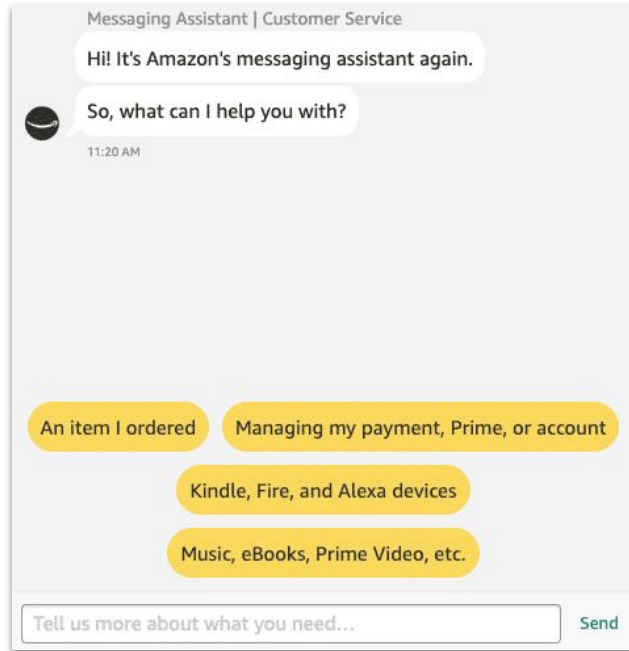 Messaging Assistant | Customer Service
Hi! It's Amazon's messaging assistant again.
So, what can I help you with?
11:20 AM
An item I ordered
Managing my payment, Prime, or account
Kindle, Fire, and Alexa devices
Music, eBooks, Prime Video, etc.
Tell us more about what you need...
Send